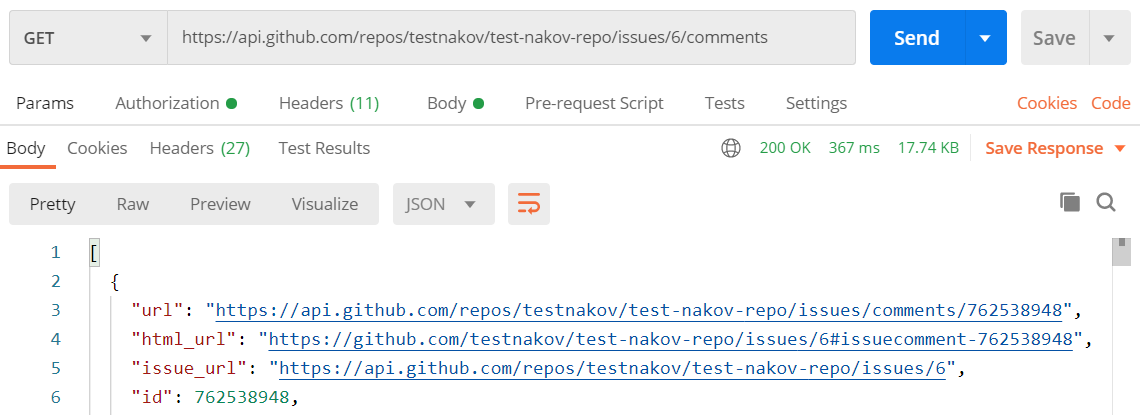 GET https://api.github.com/repos/testnakov/test-nakov-repo/issues/6/comments Send Save
Params Authorization Headers (11) Body Pre-request Script Tests Settings Cookies Code
Body Cookies Headers (27) Test Results 200 OK 367 ms 17.74 KB Save Response
Pretty Raw Preview Visualize JSON
1 [
2 {
3 "url": "https://api.github.com/repos/testnakov/test-nakov-repo/issues/comments/762538948",
4 "html_url": "https://github.com/testnakov/test-nakov-repo/issues/6#issuecomment-762538948",
5 "issue_url": "https://api.github.com/repos/testnakov/test-nakov-repo/issues/6",
6 "id": 762538948,